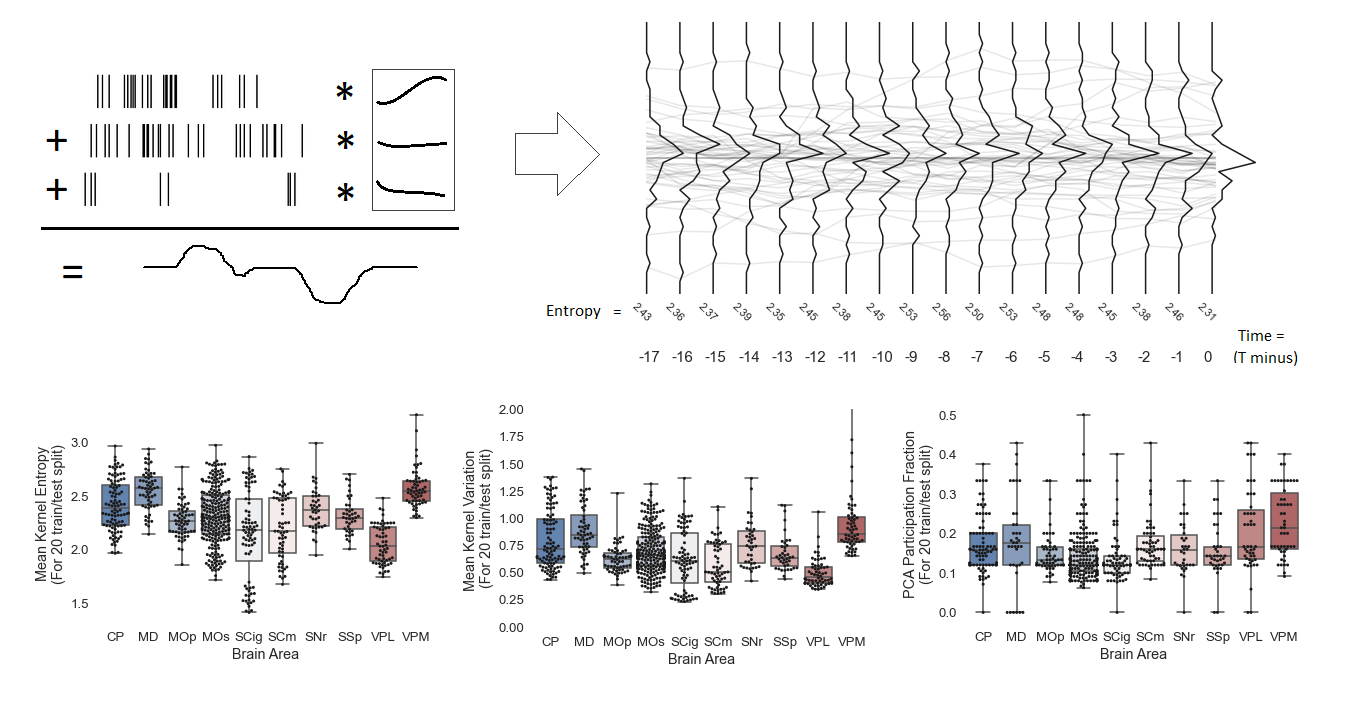 *
+ *
+ *
=
Entropy = 2.43 2.36 2.37 2.39 2.35 2.45 2.38 2.45 2.53 2.56 2.50 2.53 2.48 2.48 2.45 2.38 2.46 2.31
Time =
-17 -16 -15 -14 -13 -12 -11 -10 -9 -8 -7 -6 -5 -4 -3 -2 -1 0 (T minus)
Mean Kernel Entropy
(For 20 train/test split)
3.0
2.5
2.0
1.5
CP MD MOp MOs SCig SCm SNr SSp VPL VPM
Brain Area
Mean Kernel Variation
(For 20 train/test split)
2.00
1.75
1.50
1.25
1.00
0.75
0.50
0.25
0.00
CP MD MOp MOs SCig SCm SNr SSp VPL VPM
Brain Area
PCA Participation Fraction
(For 20 train/test split)
0.5
0.4
0.3
0.2
0.1
0.0
CP MD MOp MOs SCig SCm SNr SSp VPL VPM
Brain Area